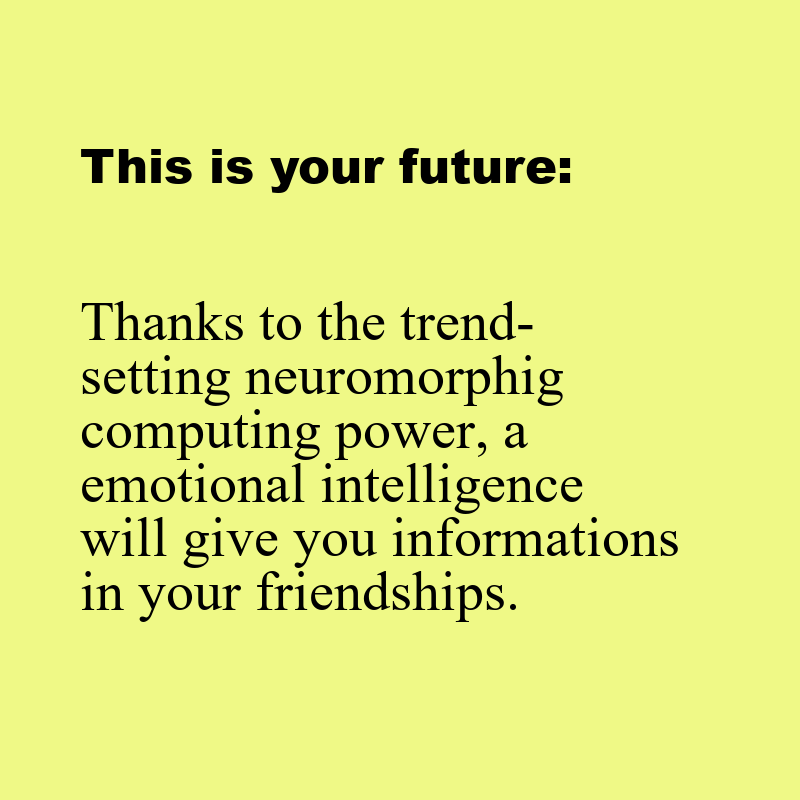 This is your future:
Thanks to the trend-
setting neuromorphig
computing power, a
emotional intelligence
will give you informations
in your friendships.